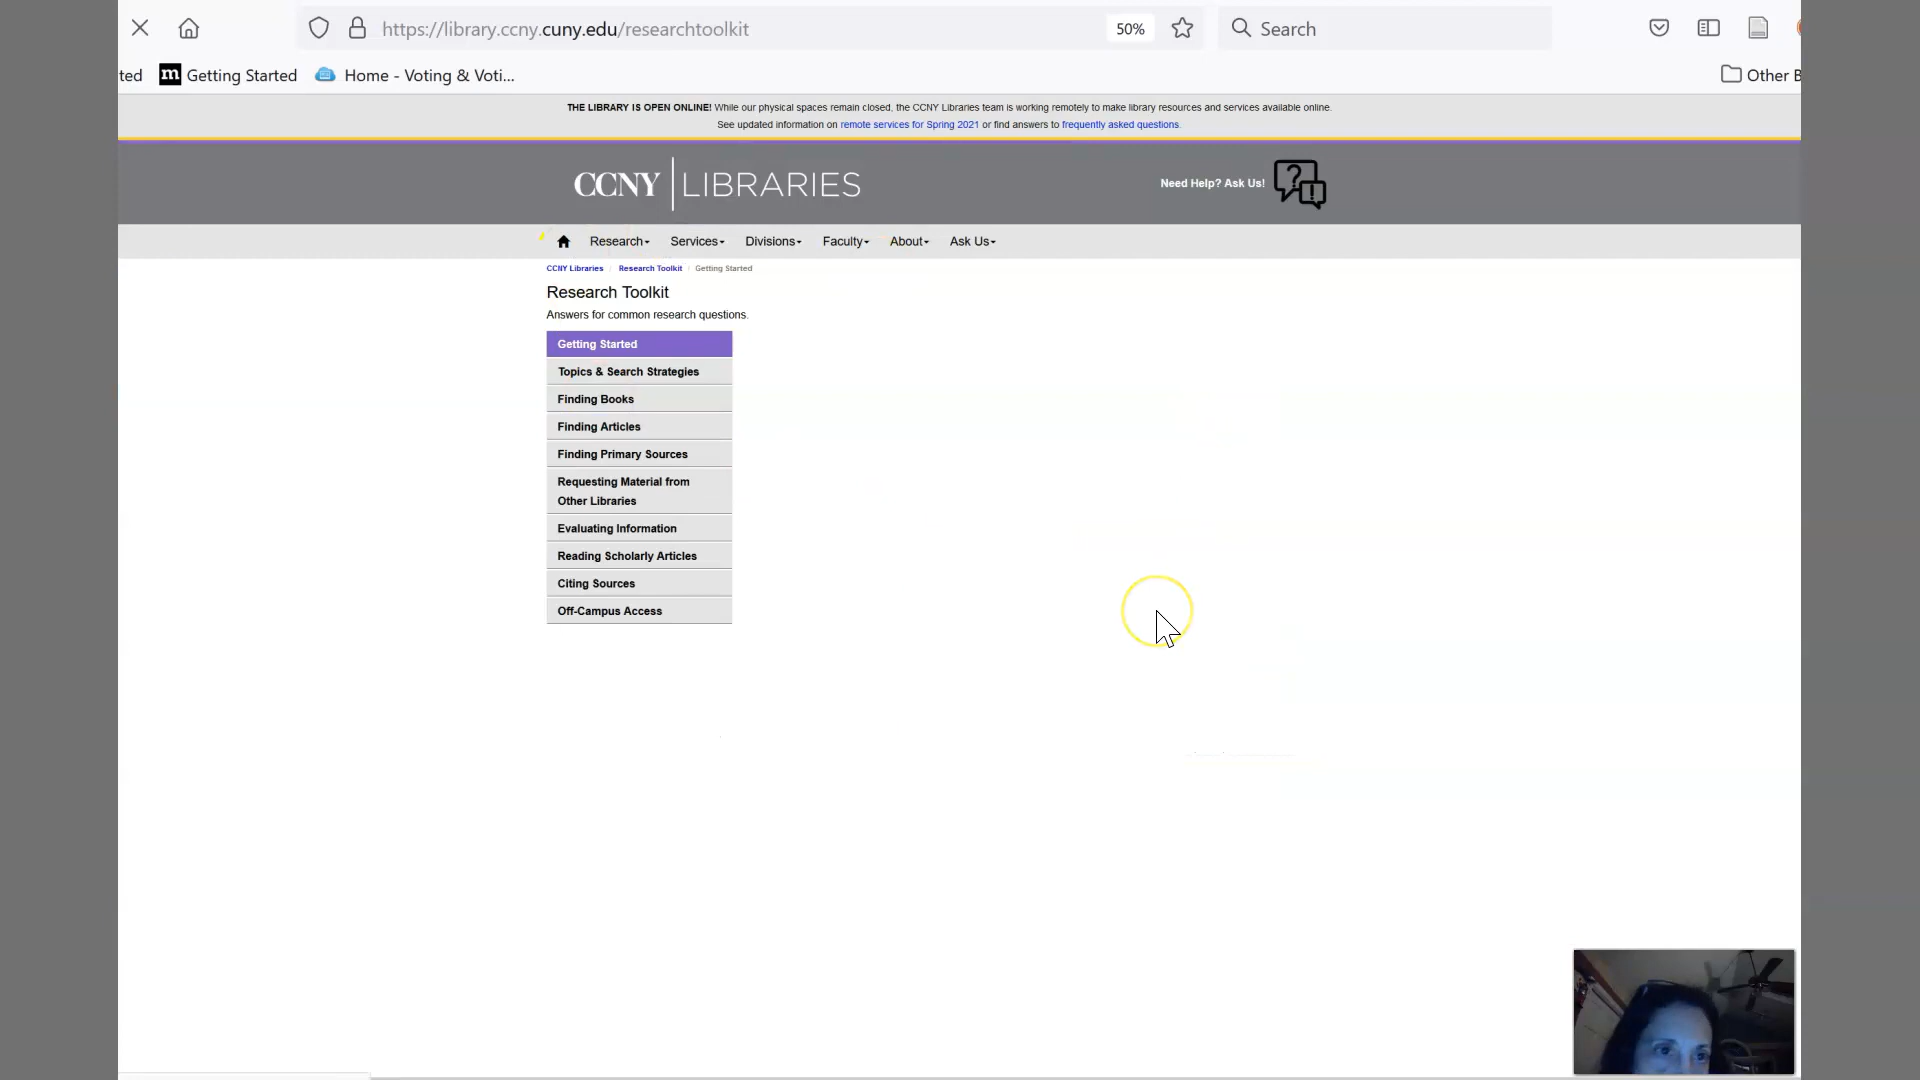 https://library.ccny.cuny.edu/researchtoolkit
50%
Search
ted
m Getting Started
Home - Voting & Voti...
Other B
THE LIBRARY IS OPEN ONLINE! While our physical spaces remain closed, the CCNY Libraries team is working remotely to make library resources and services available online.
See updated information on remote services for Spring 2021 or find answers to frequently asked questions.
CCNY LIBRARIES
Need Help? Ask Us!
Research
Services
Divisions
Faculty
About
Ask Us
CCNY Libraries / Research Toolkit / Getting Started
Research Toolkit
Answers for common research questions.
Getting Started
Topics & Search Strategies
Finding Books
Finding Articles
Finding Primary Sources
Requesting Material from
Other Libraries
Evaluating Information
Reading Scholarly Articles
Citing Sources
Off-Campus Access